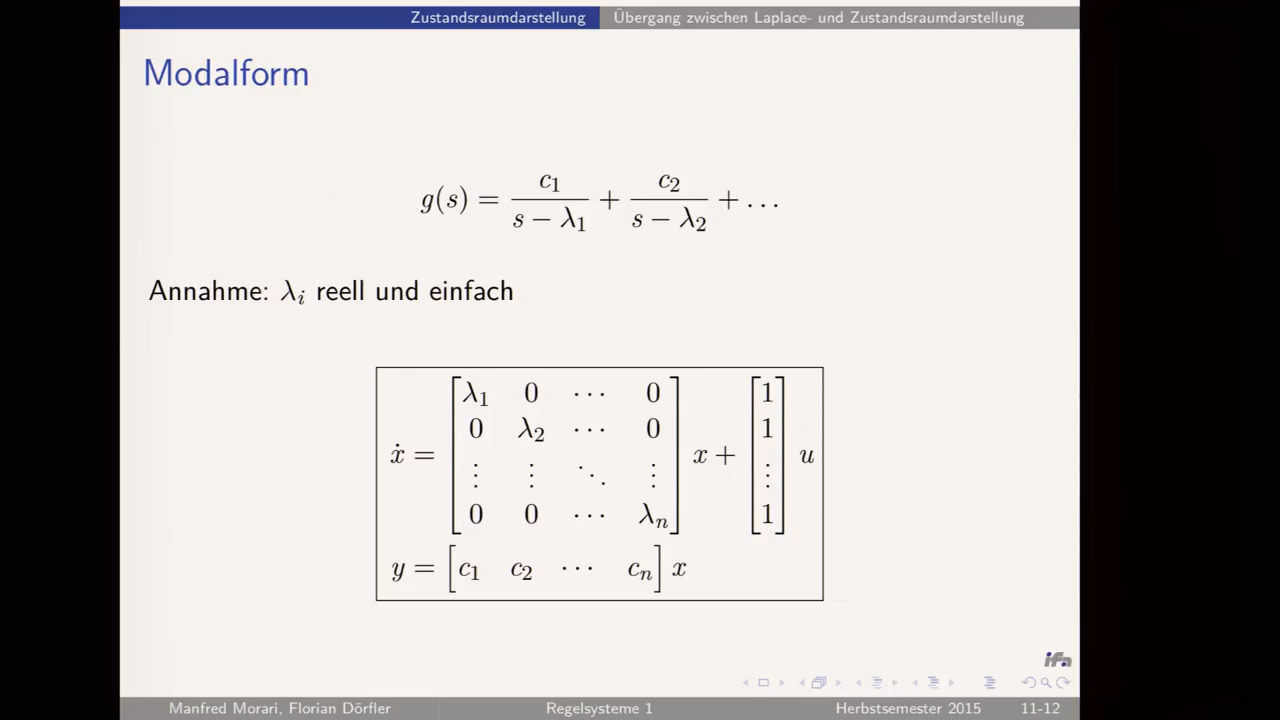 Zustandsraumdarstellung Übergang zwischen Laplace- und Zustandsraumdarstellung
Modalform
g(s) = c₁/(s − λ₁) + c₂/(s − λ₂) + …
Annahme: λᵢ reell und einfach
λ₁ 0 ⋯ 0 1
0 λ₂ ⋯ 0 1
ẋ = ⋮ ⋮ ⋱ ⋮ x + ⋮ u
0 0 ⋯ λₙ 1
y = [c₁ c₂ ⋯ cₙ] x
ifa
Manfred Morari, Florian Dörfler Regelsysteme 1 Herbstsemester 2015 11-12